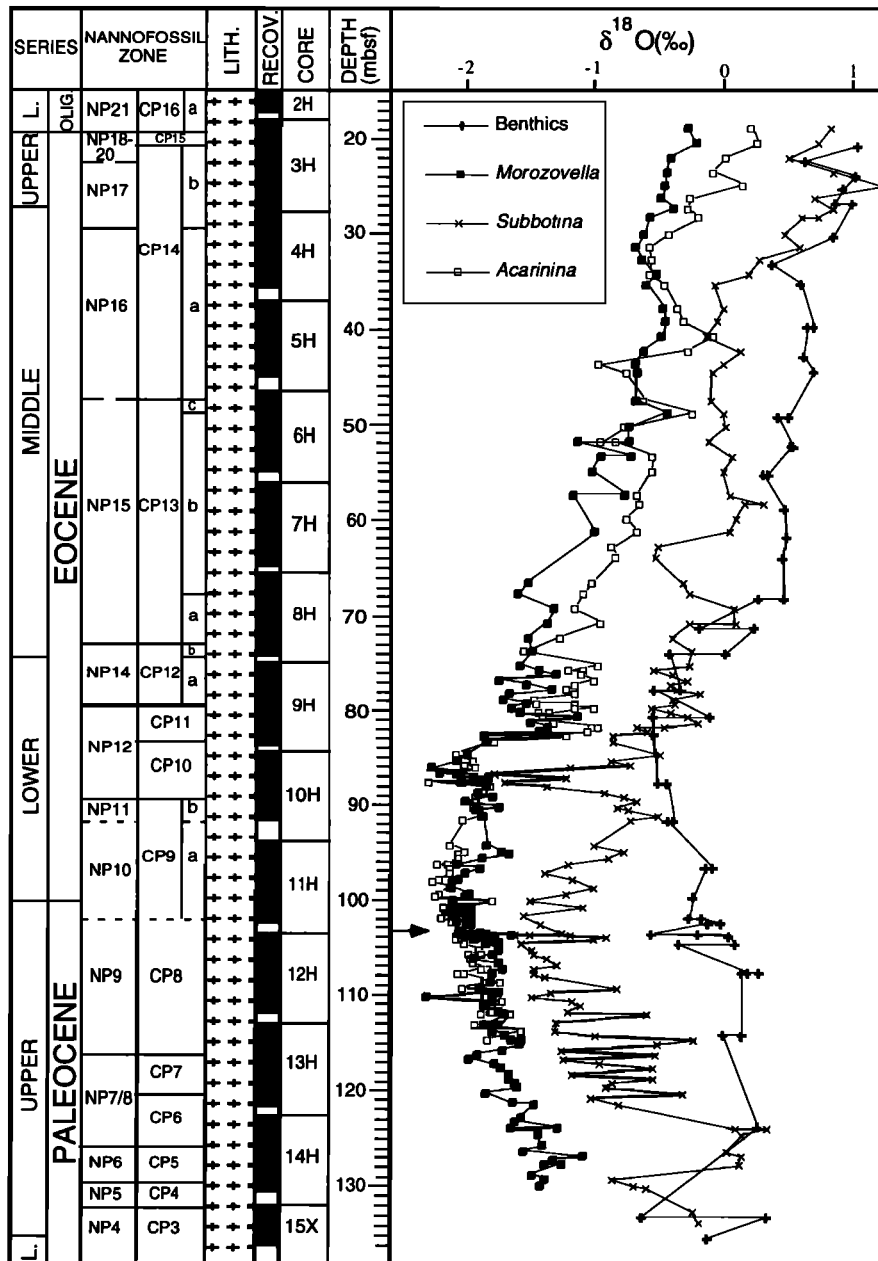 SERIES
NANNOFOSSIL
ZONE
LITH.
RECOV.
CORE
DEPTH
(mbsf)
δ18O(‰)
-2 -1 0 1
Benthics
Morozovella
Subbotina
Acarinina
L.
UPPER
MIDDLE
LOWER
UPPER
L.
OLIG.
EOCENE
PALEOCENE
NP21
NP18-
20
NP17
NP16
NP15
NP14
NP12
NP11
NP10
NP9
NP7/8
NP6
NP5
NP4
CP16
CP15
CP14
CP13
CP12
CP11
CP10
CP9
CP8
CP7
CP6
CP5
CP4
CP3
a
b
a
c
b
a
b
a
b
a
2H
3H
4H
5H
6H
7H
8H
9H
10H
11H
12H
13H
14H
15X
20
30
40
50
60
70
80
90
100
110
120
130